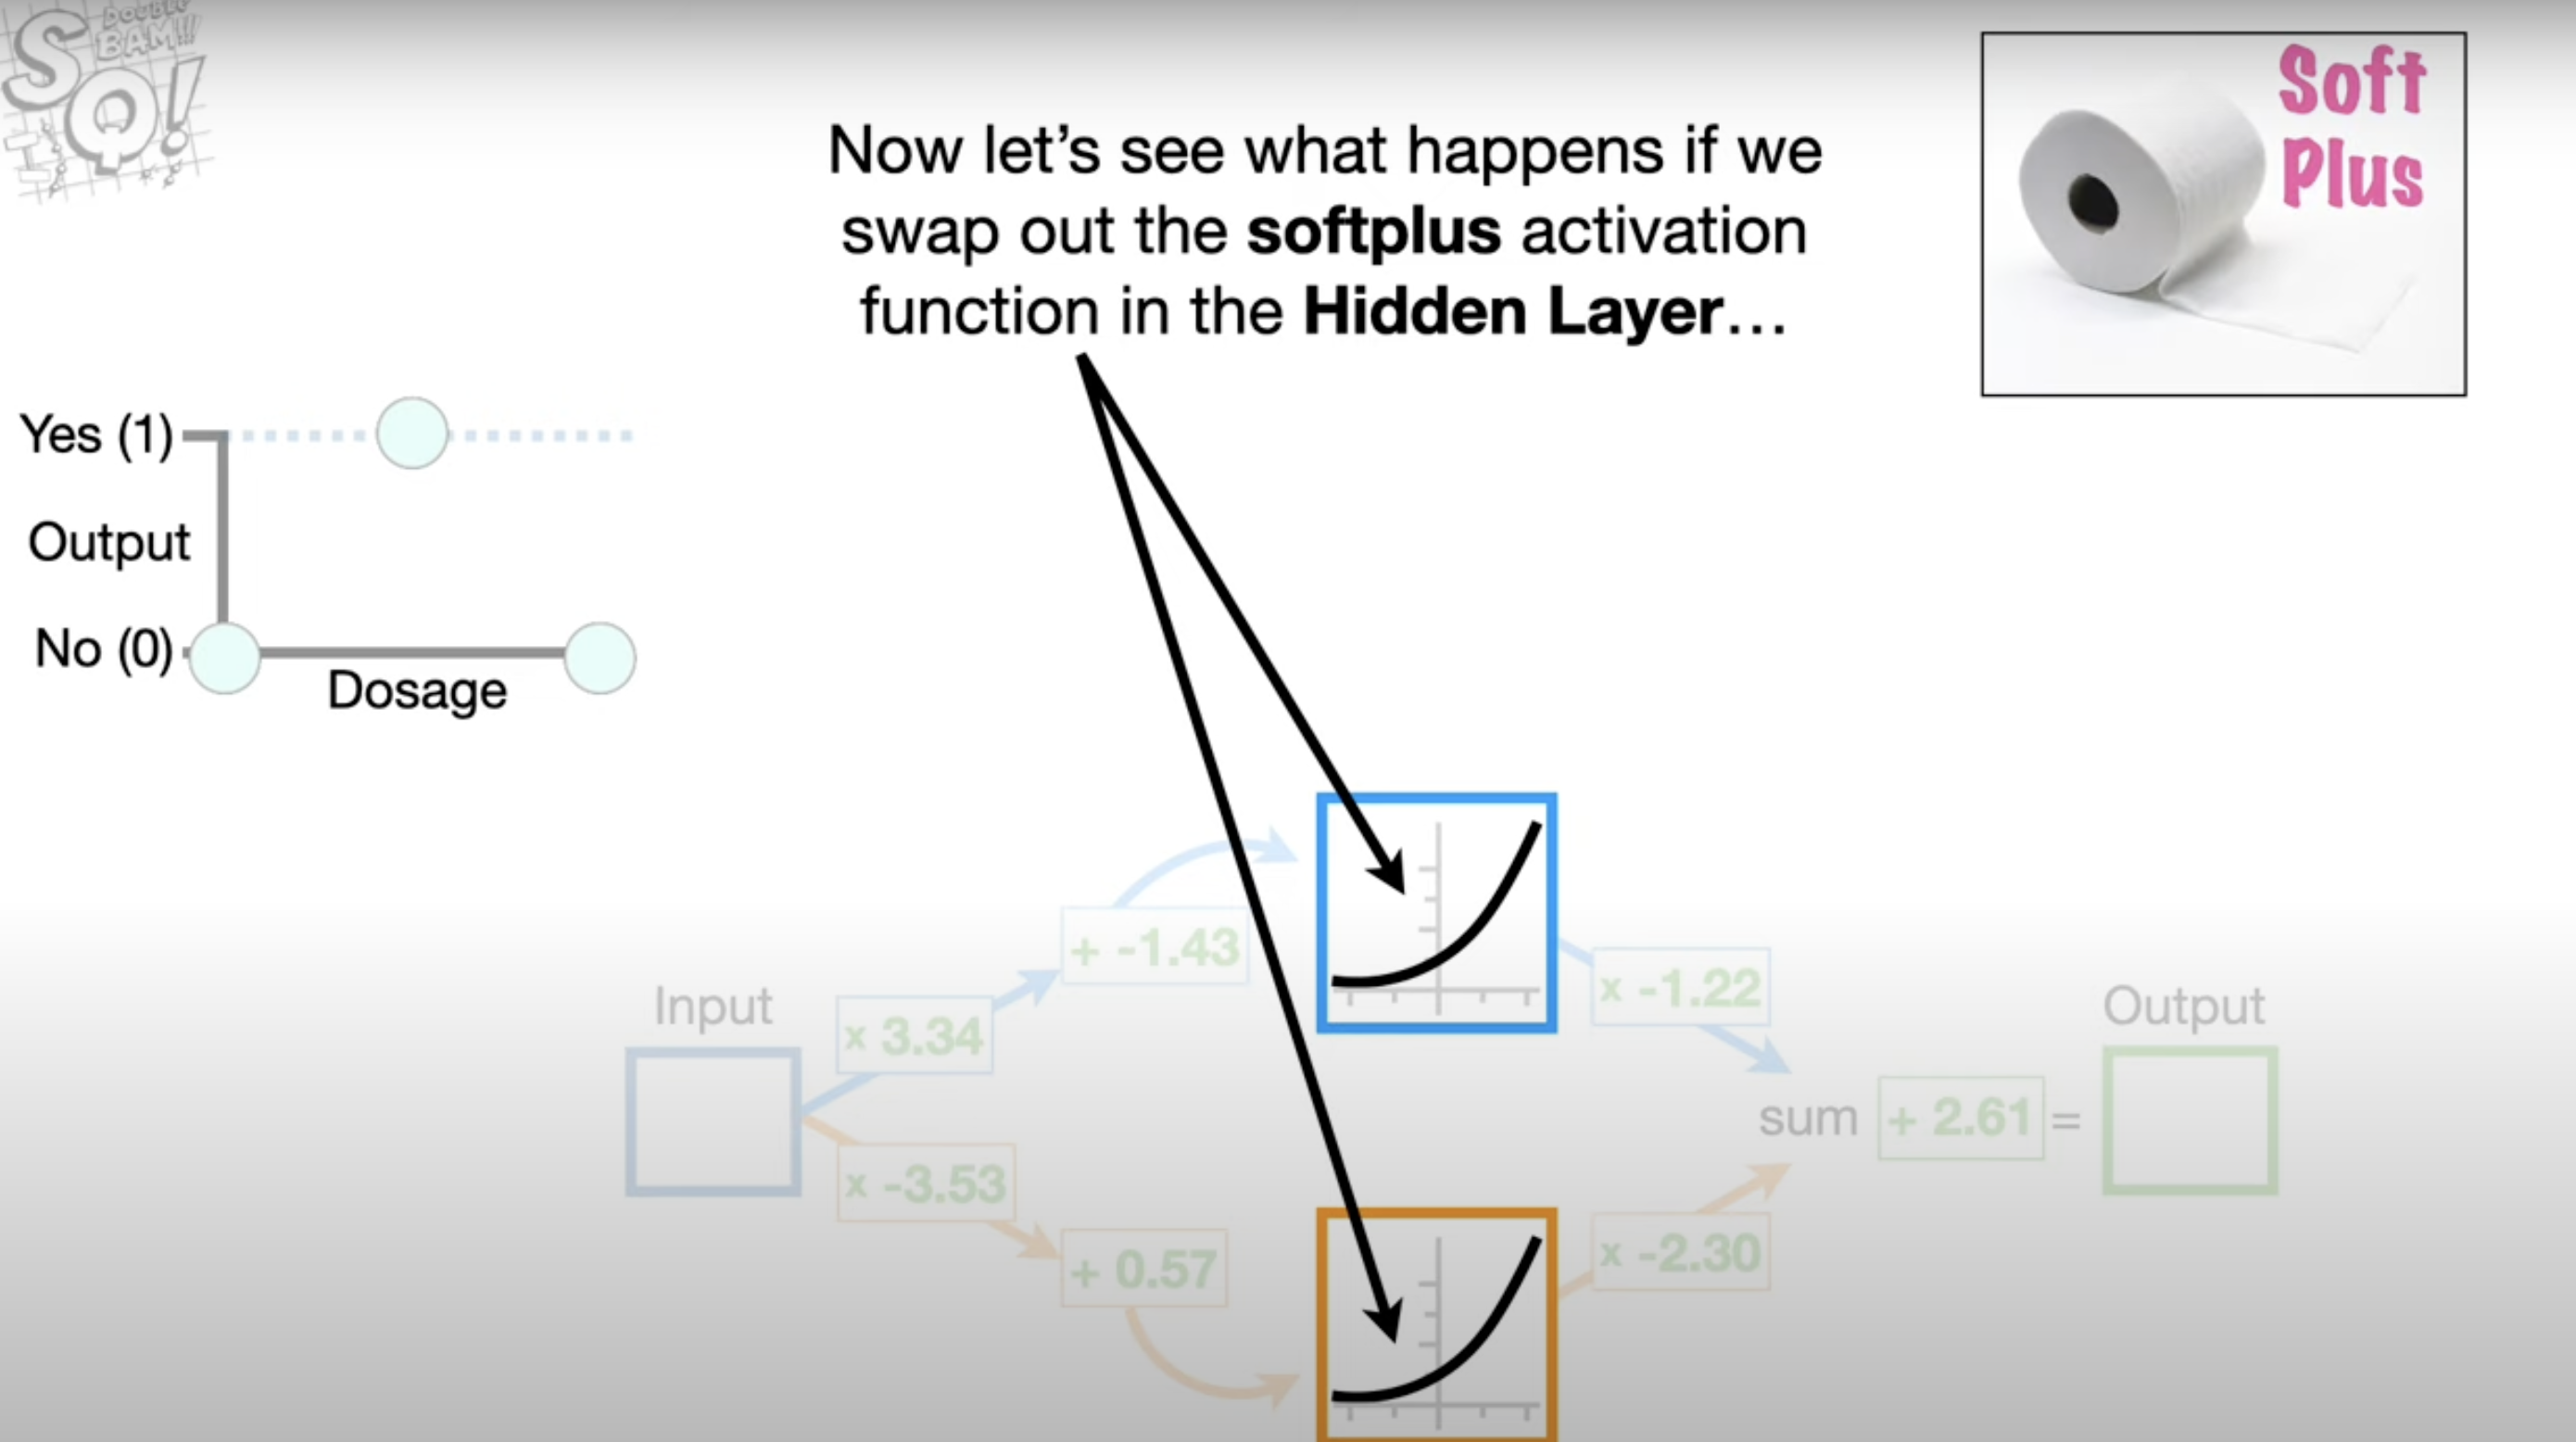 DOUBLE
BAM!!!
SQ!
Soft
Plus
Now let’s see what happens if we
swap out the softplus activation
function in the Hidden Layer…
Yes (1)
Output
No (0)
Dosage
+ -1.43
Input
x 3.34
x -3.53
+ 0.57
x -1.22
Output
sum + 2.61 =
x -2.30